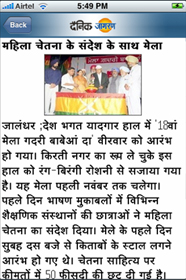 Airtel 5:49 PM
Back दैनिक जागरण
महिला चेतना के संदेश के साथ मेला
जालंधर ;देश भगत यादगार हाल में '18वां
मेला गदरी बाबेआं दा' वीरवार को आरंभ
हो गया। किरती नगर का रूप ले चुके इस
हाल को रंग-बिरंगी रोशनी से सजाया गया
है। यह मेला पहली नवंबर तक चलेगा।
पहले दिन भाषण मुकाबलों में विभिन्न
शैक्षणिक संस्थानों की छात्राओं ने महिला
चेतना का संदेश दिया। मेले के पहले दिन
सुबह दस बजे से किताबों के स्टाल लगने
आरंभ हो गए थे। चेतना साहित्य पर
कीमतों में 50 फीसदी की छूट दी गई है।